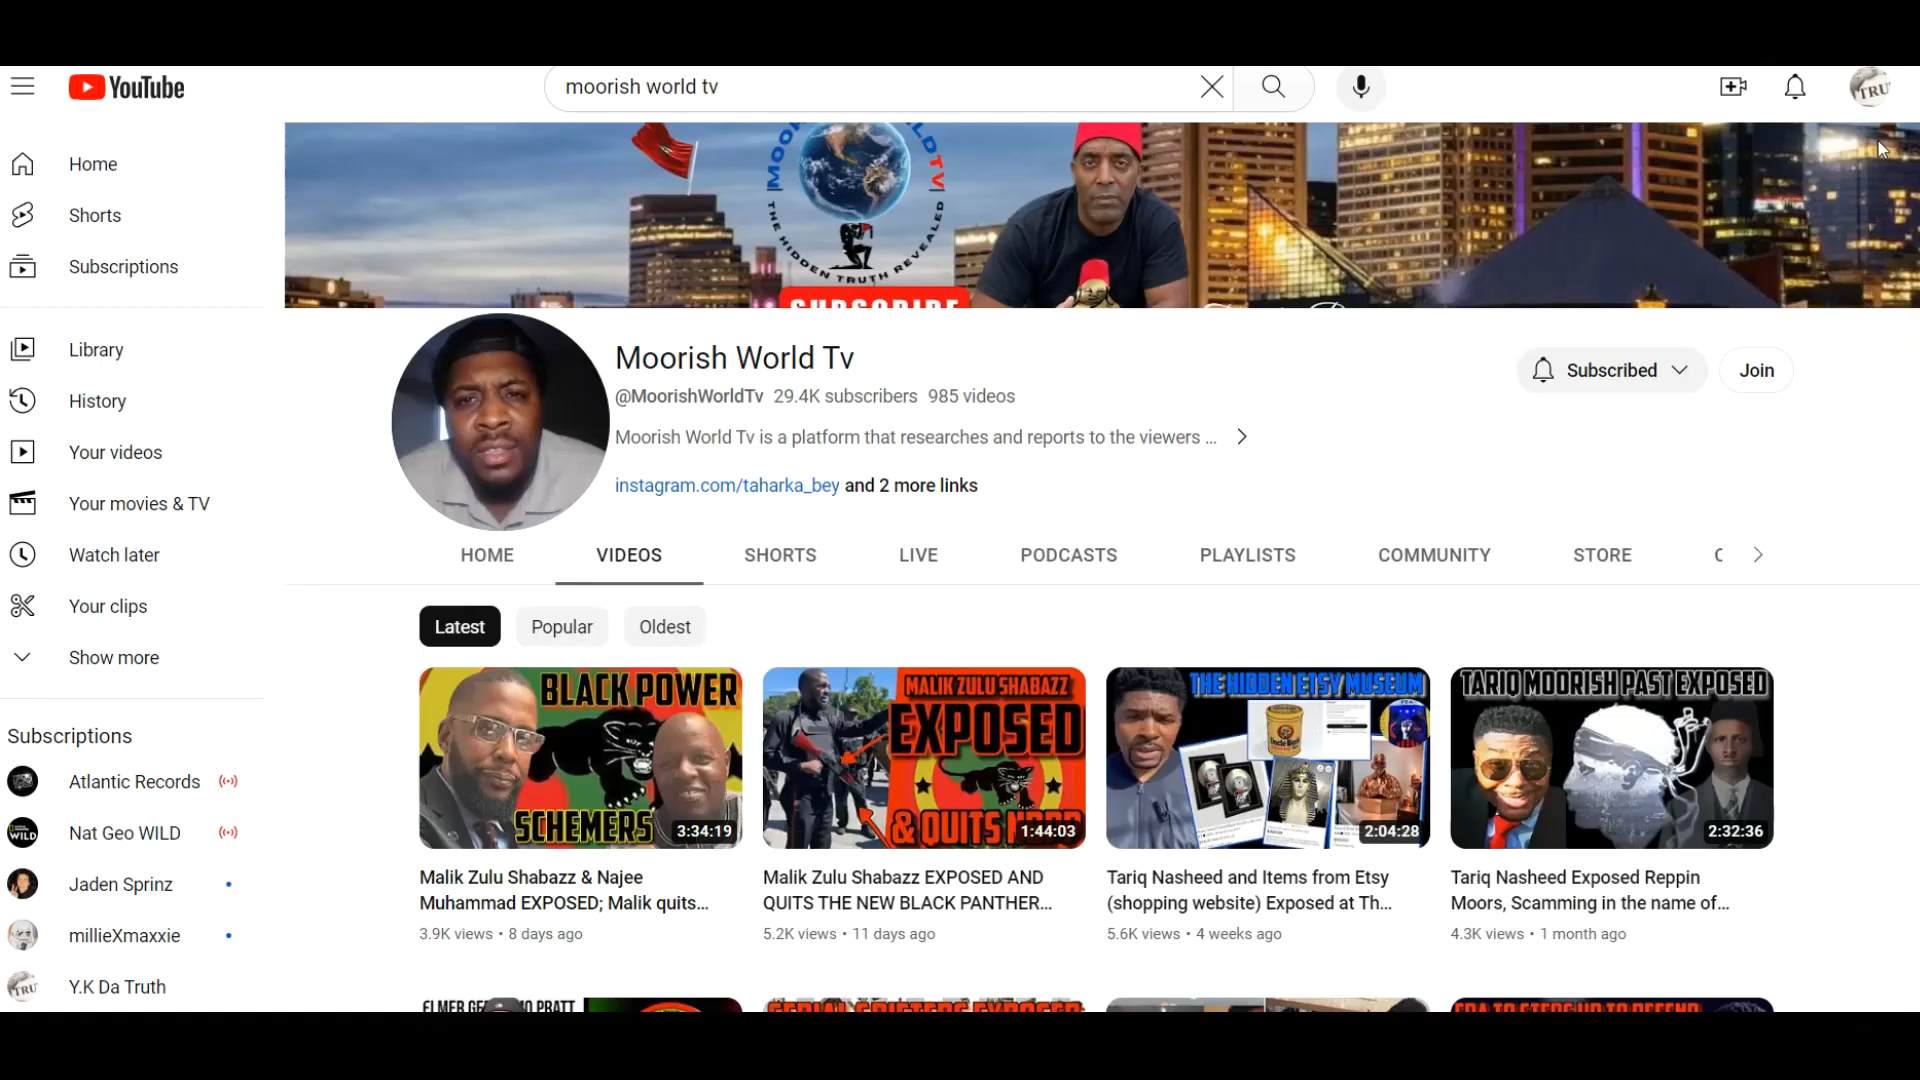 YouTube
moorish world tv
TRU
Home
Shorts
Subscriptions
Library
History
Your videos
Your movies & TV
Watch later
Your clips
Show more
Subscriptions
Atlantic Records
WILD
Nat Geo WILD
Jaden Sprinz
millieXmaxxie
TRU
Y.K Da Truth
THE HIDDEN TRUTH REVEALED
SUBSCRIBE
Moorish World Tv
@MoorishWorldTv 29.4K subscribers 985 videos
Moorish World Tv is a platform that researches and reports to the viewers ...
instagram.com/taharka_bey and 2 more links
Subscribed
Join
HOME
VIDEOS
SHORTS
LIVE
PODCASTS
PLAYLISTS
COMMUNITY
STORE
Latest
Popular
Oldest
BLACK POWER
SCHEMERS
3:34:19
Malik Zulu Shabazz & Najee
Muhammad EXPOSED; Malik quits...
3.9K views • 8 days ago
MALIK ZULU SHABAZZ
EXPOSED
& QUITS
1:44:03
Malik Zulu Shabazz EXPOSED AND
QUITS THE NEW BLACK PANTHER...
5.2K views • 11 days ago
THE HIDDEN ETSY MUSEUM
2:04:28
Tariq Nasheed and Items from Etsy
(shopping website) Exposed at Th...
5.6K views • 4 weeks ago
TARIQ MOORISH PAST EXPOSED
2:32:36
Tariq Nasheed Exposed Reppin
Moors, Scamming in the name of...
4.3K views • 1 month ago